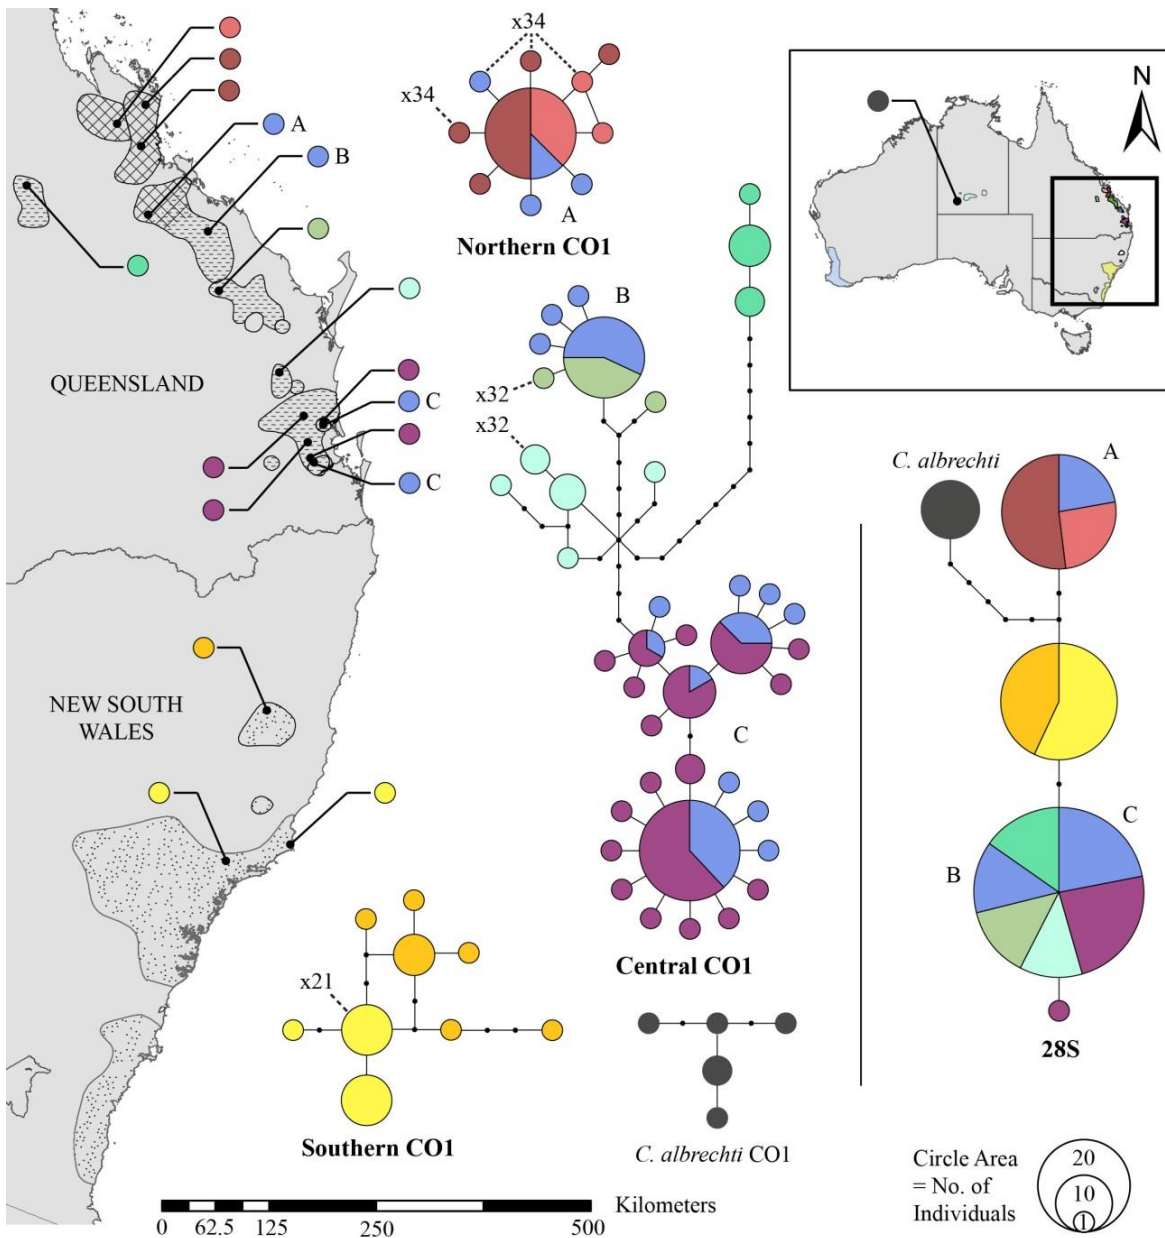 x34
N
A
x34
B
A
Northern CO1
B
QUEENSLAND
x32
C
x32
C
C. albrechti
A
NEW SOUTH
WALES
C
C
B
x21
Central CO1
28S
Southern CO1
C. albrechti CO1
Circle Area
= No. of
Individuals
20
10
1
Kilometers
0 62.5 125 250 500